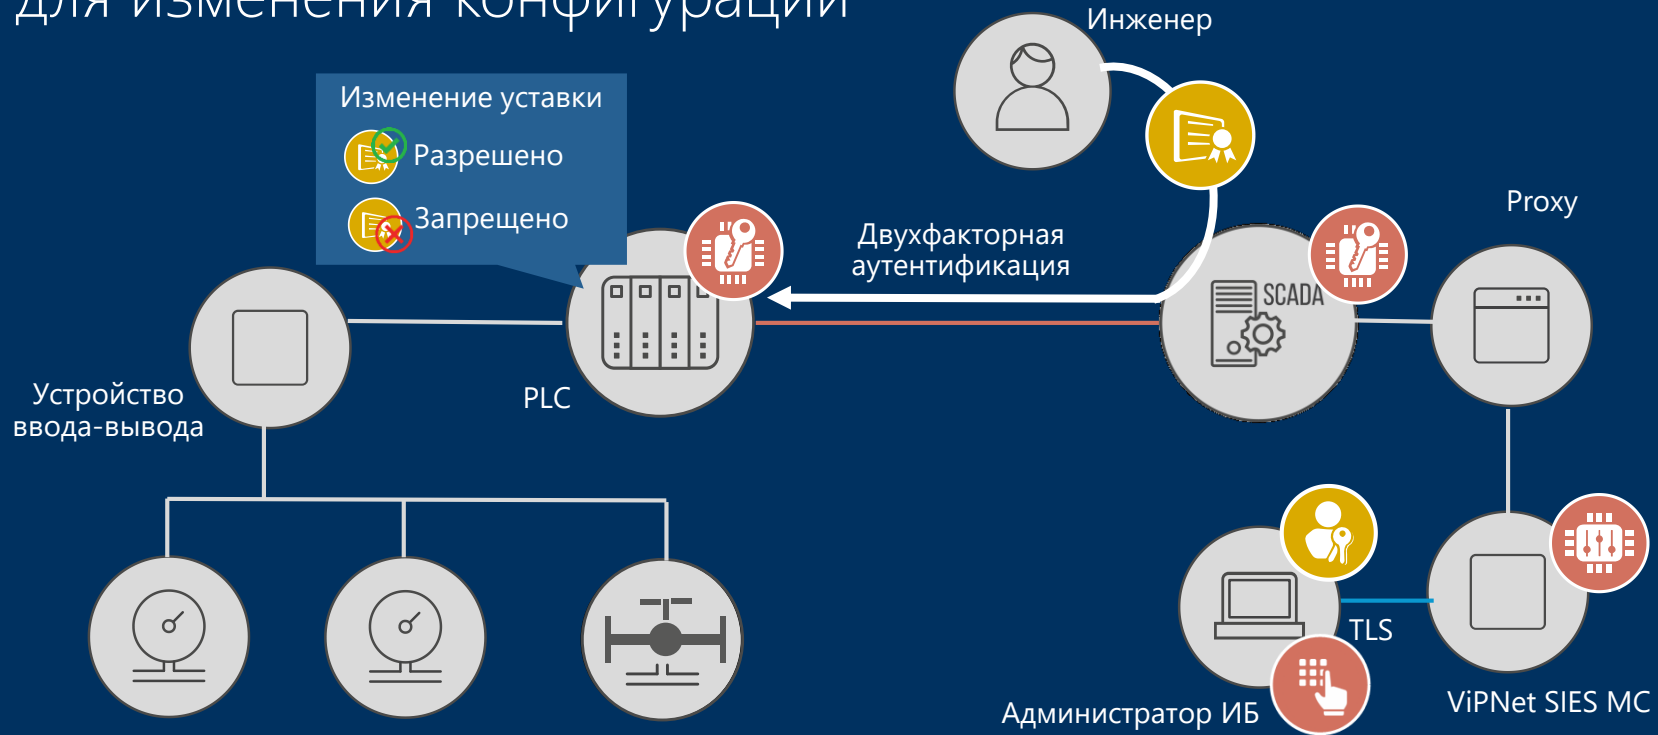 для изменения конфигурации
Инженер
Изменение уставки
Разрешено
Запрещено
Двухфакторная
аутентификация
Proxy
SCADA
PLC
Устройство
ввода-вывода
TLS
Администратор ИБ
ViPNet SIES MC